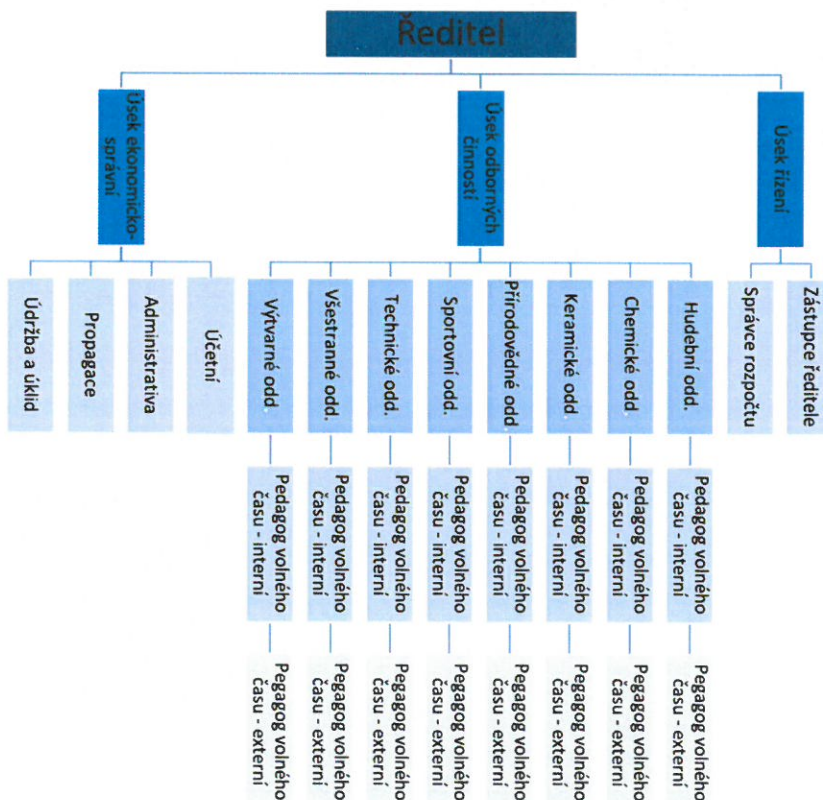 Ředitel
Úsek ekonomicko-
správní
Úsek odborných
činností
Úsek řízení
Údržba a úklid
Propagace
Administrativa
Účetní
Výtvarné odd.
Všestranné odd.
Technické odd.
Sportovní odd.
Přírodovědné odd.
Keramické odd.
Chemické odd.
Hudební odd.
Správce rozpočtu
Zástupce ředitele
Pedagog volného
času - interní
Pedagog volného
času - interní
Pedagog volného
času - interní
Pedagog volného
času - interní
Pedagog volného
času - interní
Pedagog volného
času - interní
Pedagog volného
času - interní
Pedagog volného
času - interní
Pegagog volného
času - externí
Pegagog volného
času - externí
Pegagog volného
času - externí
Pegagog volného
času - externí
Pegagog volného
času - externí
Pegagog volného
času - externí
Pegagog volného
času - externí
Pegagog volného
času - externí